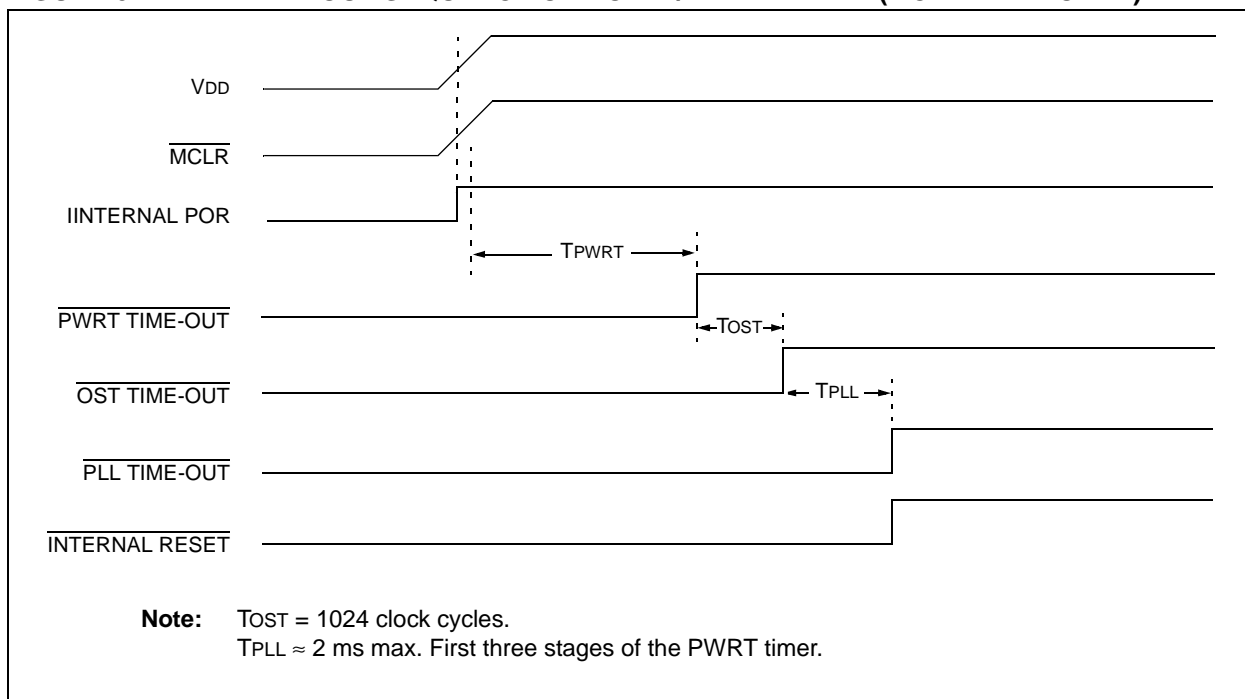 VDD
MCLR
IINTERNAL POR
TPWRT
PWRT TIME-OUT
TOST
OST TIME-OUT
TPLL
PLL TIME-OUT
INTERNAL RESET
Note: TOST = 1024 clock cycles.
TPLL ≈ 2 ms max. First three stages of the PWRT timer.